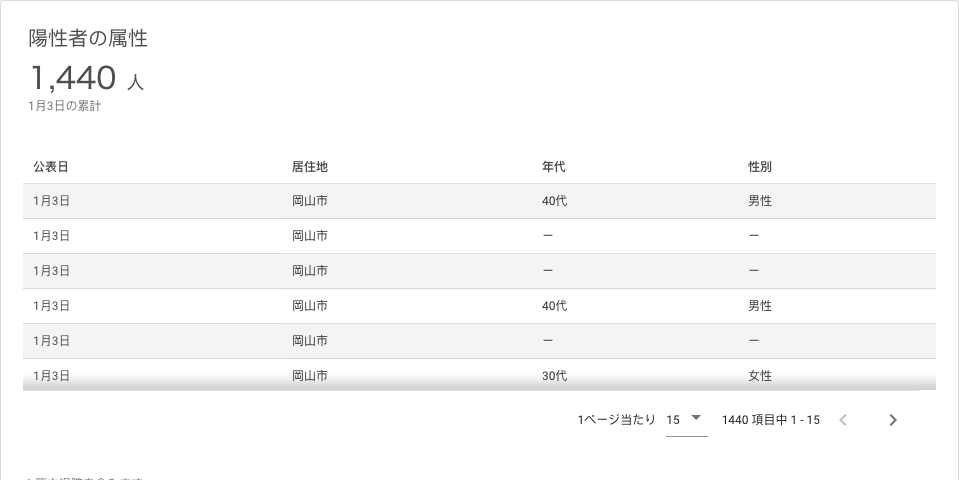 陽性者の属性
1,440 人
1月3日の累計
公表日 居住地 年代 性別
1月3日 岡山市 40代 男性
1月3日 岡山市 ー ー
1月3日 岡山市 ー ー
1月3日 岡山市 40代 男性
1月3日 岡山市 ー ー
1月3日 岡山市 30代 女性
1ページ当たり 15 1440 項目中 1 - 15